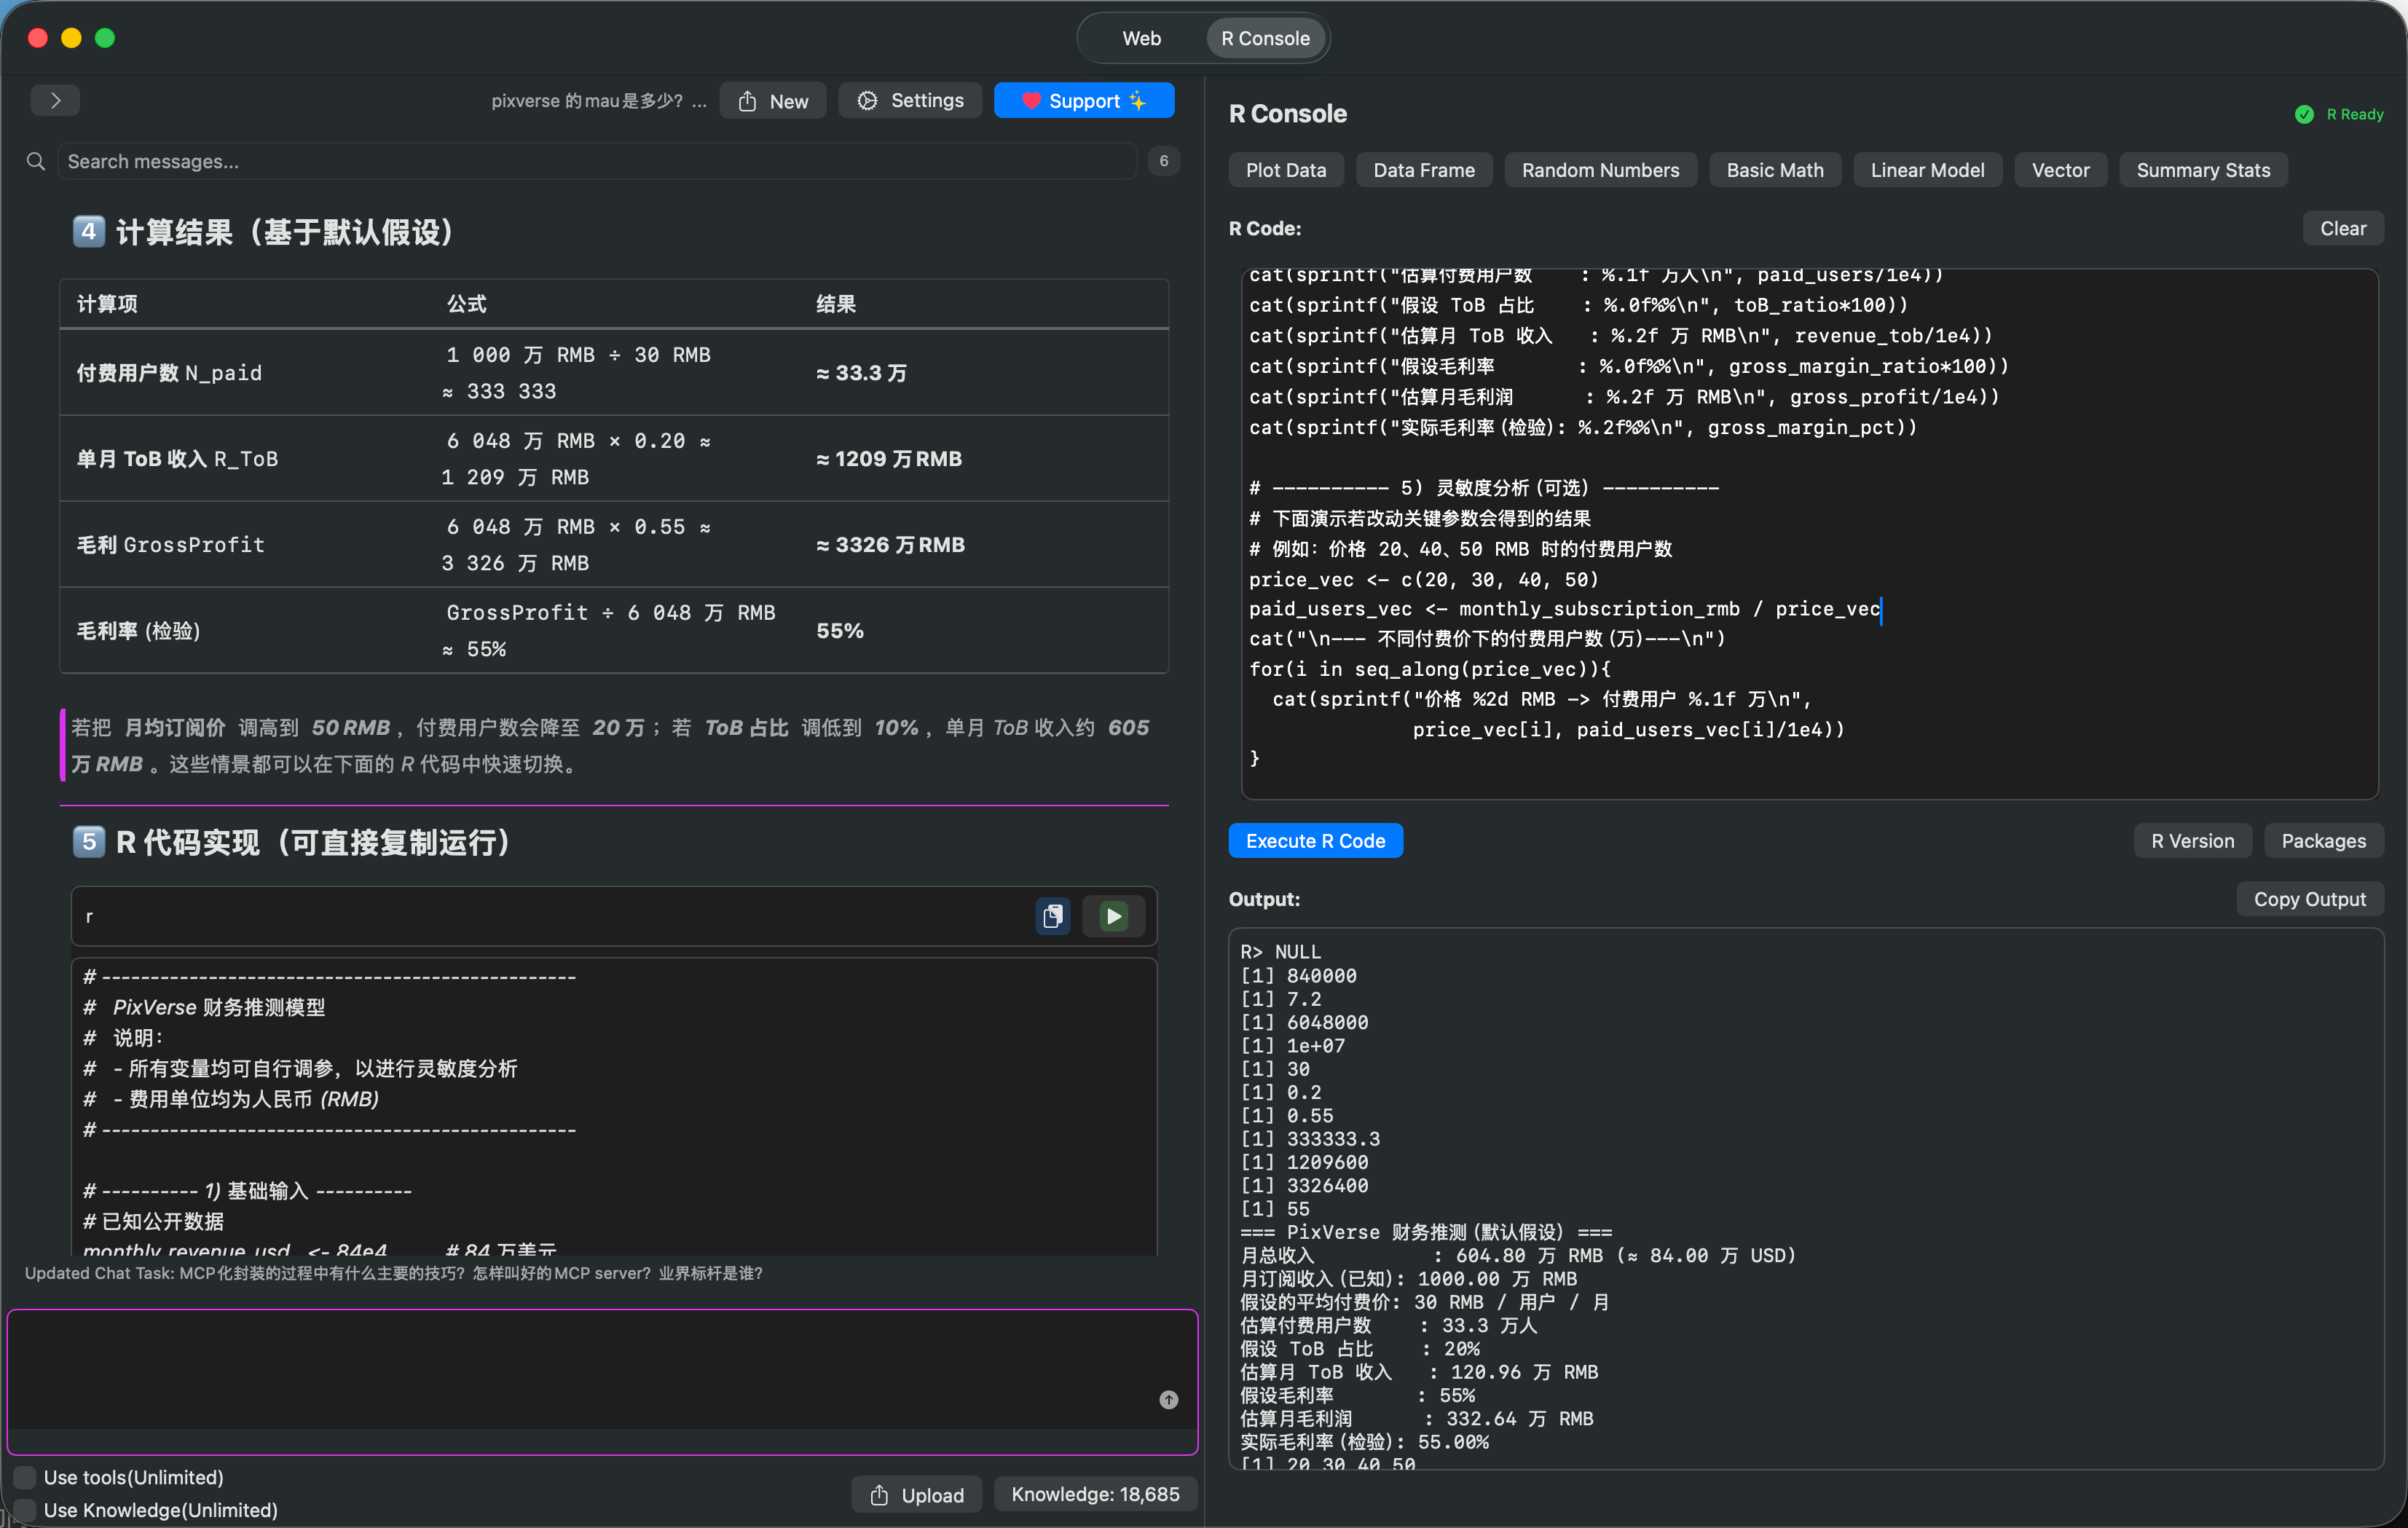 Web
R Console
pixverse 的mau是多少？ ...
New
Settings
Support
Search messages...
6
4 计算结果（基于默认假设）
计算项 公式 结果
付费用户数 N_paid
1 000 万 RMB ÷ 30 RMB
≈ 333 333
≈ 33.3 万
单月 ToB 收入 R_ToB
6 048 万 RMB × 0.20 ≈
1 209 万 RMB
≈ 1209 万 RMB
毛利 GrossProfit
6 048 万 RMB × 0.55 ≈
3 326 万 RMB
≈ 3326 万 RMB
毛利率 (检验)
GrossProfit ÷ 6 048 万 RMB
≈ 55%
55%
若把 月均订阅价 调高到 50 RMB，付费用户数会降至 20 万；若 ToB 占比 调低到 10%，单月 ToB 收入约 605
万 RMB。这些情景都可以在下面的 R 代码中快速切换。
5 R 代码实现（可直接复制运行）
r
# -------------------------------------------------
#   PixVerse 财务推测模型
#   说明：
#   - 所有变量均可自行调参，以进行灵敏度分析
#   - 费用单位均为人民币 (RMB)
# -------------------------------------------------
# ---------- 1) 基础输入 ----------
# 已知公开数据
monthly_revenue_usd   <- 84e4   # 84 万美元
Updated Chat Task: MCP化封装的过程中有什么主要的技巧？怎样叫好的MCP server？业界标杆是谁？
Use tools(Unlimited)
Use Knowledge(Unlimited)
Upload
Knowledge: 18,685
R Console
R Ready
Plot Data
Data Frame
Random Numbers
Basic Math
Linear Model
Vector
Summary Stats
R Code:
Clear
cat(sprintf("估算付费用户数    : %.1f 万人\n", paid_users/1e4))
cat(sprintf("假设 ToB 占比    : %.0f%%\n", toB_ratio*100))
cat(sprintf("估算月 ToB 收入   : %.2f 万 RMB\n", revenue_tob/1e4))
cat(sprintf("假设毛利率       : %.0f%%\n", gross_margin_ratio*100))
cat(sprintf("估算月毛利润      : %.2f 万 RMB\n", gross_profit/1e4))
cat(sprintf("实际毛利率(检验): %.2f%%\n", gross_margin_pct))
# ---------- 5) 灵敏度分析(可选) ----------
# 下面演示若改动关键参数会得到的结果
# 例如：价格 20、40、50 RMB 时的付费用户数
price_vec <- c(20, 30, 40, 50)
paid_users_vec <- monthly_subscription_rmb / price_vec
cat("\n--- 不同付费价下的付费用户数(万)---\n")
for(i in seq_along(price_vec)){
  cat(sprintf("价格 %2d RMB -> 付费用户 %.1f 万\n",
              price_vec[i], paid_users_vec[i]/1e4))
}
Execute R Code
R Version
Packages
Output:
Copy Output
R> NULL
[1] 840000
[1] 7.2
[1] 6048000
[1] 1e+07
[1] 30
[1] 0.2
[1] 0.55
[1] 333333.3
[1] 1209600
[1] 3326400
[1] 55
=== PixVerse 财务推测(默认假设) ===
月总收入          : 604.80 万 RMB (≈ 84.00 万 USD)
月订阅收入(已知): 1000.00 万 RMB
假设的平均付费价: 30 RMB / 用户 / 月
估算付费用户数    : 33.3 万人
假设 ToB 占比    : 20%
估算月 ToB 收入   : 120.96 万 RMB
假设毛利率       : 55%
估算月毛利润      : 332.64 万 RMB
实际毛利率(检验): 55.00%
[1] 20 30 40 50